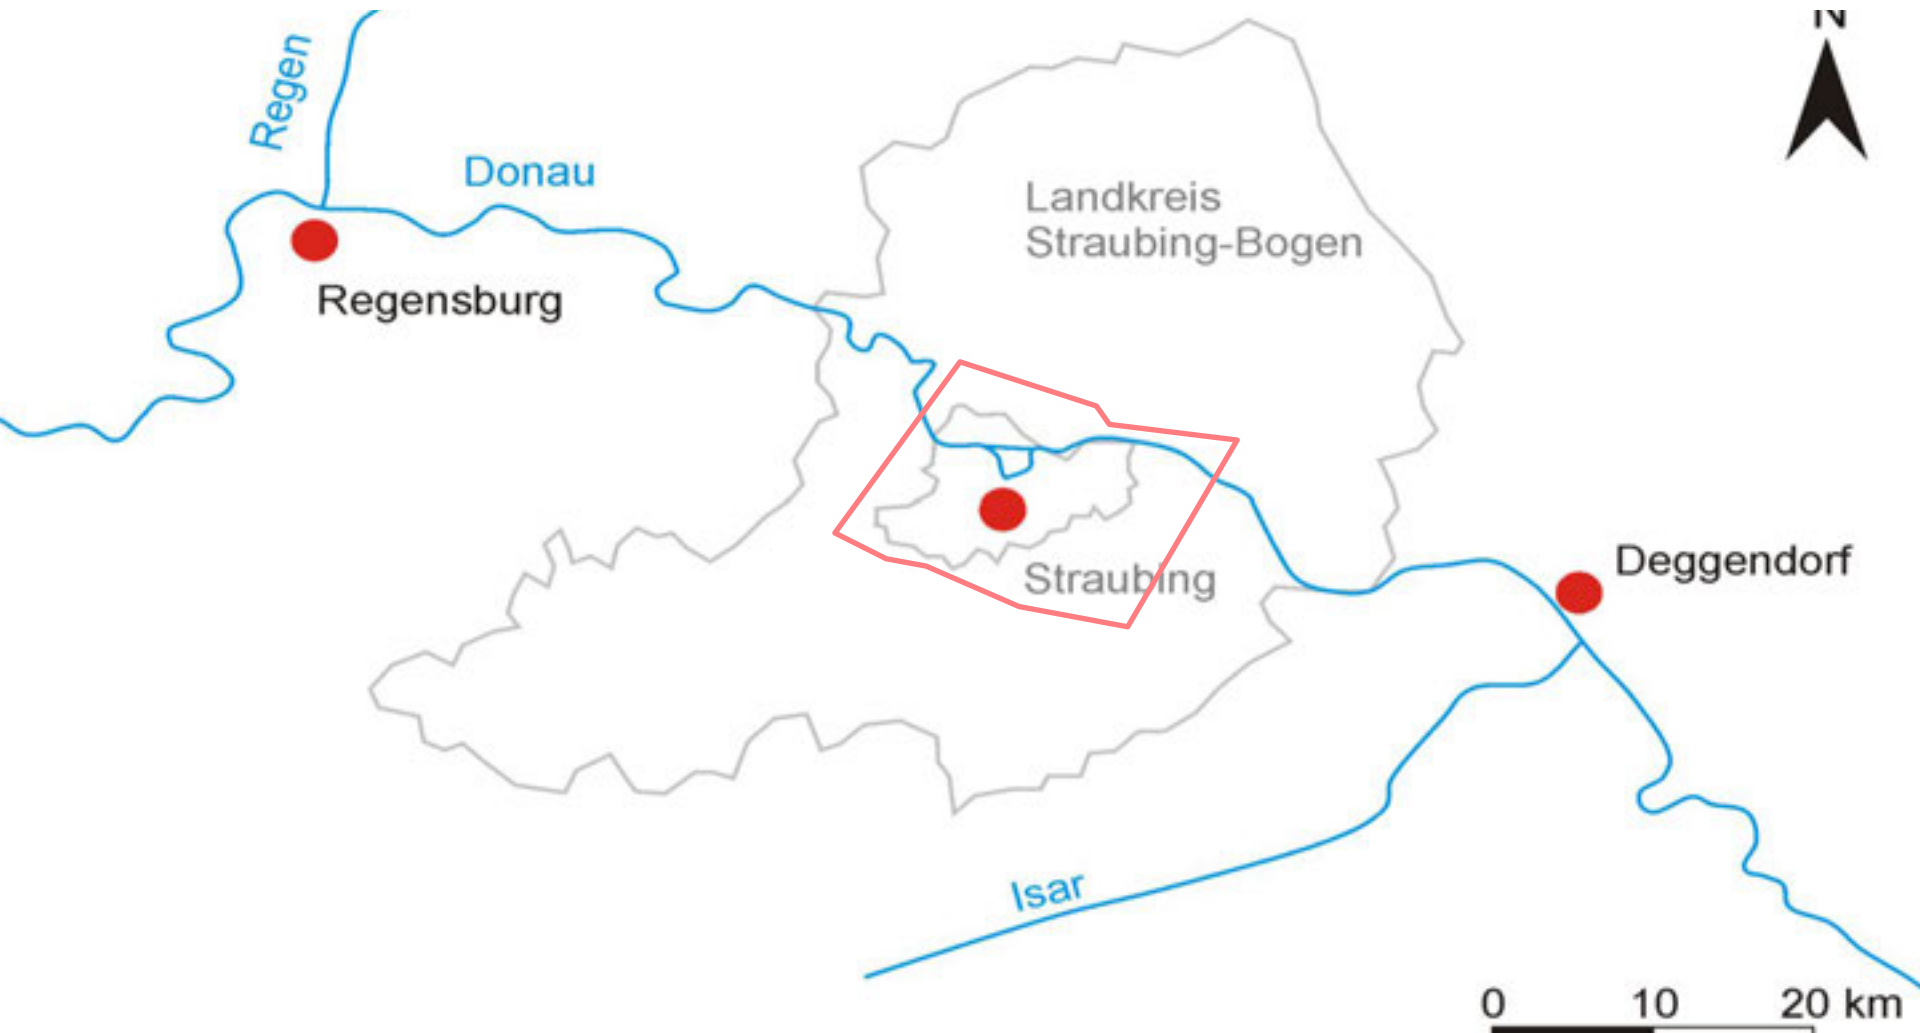 N
Regen
Donau
Landkreis
Straubing-Bogen
Regensburg
Deggendorf
Straubing
Isar
0 10 20 km